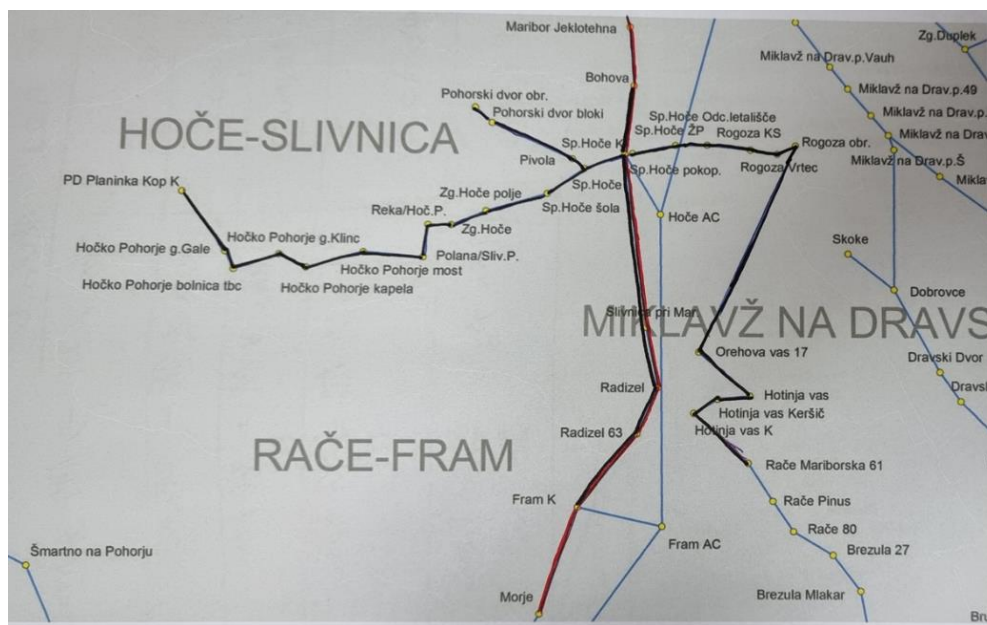 Maribor Jeklotehna
Zg.Duplek
Miklavž na Drav.p.Vauh
Bohova
Miklavž na Drav.p.49
Pohorski dvor obr.
Pohorski dvor bloki
Sp.Hoče Odc.letališče
Miklavž na Drav.p.
HOČE-SLIVNICA
Sp.Hoče ŽP
Rogoza KS
Miklavž na Drav
Sp.Hoče K
Rogoza obr.
Pivola
Sp.Hoče pokop.
Rogoza Vrtec
Miklavž na Drav.p.Š
PD Planinka Kop K
Sp.Hoče
Mikla
Zg.Hoče polje
Reka/Hoč.P.
Sp.Hoče šola
Hoče AC
Zg.Hoče
Hočko Pohorje g.Klinc
Skoke
Hočko Pohorje g.Gale
Polana/Sliv.P.
Hočko Pohorje most
Hočko Pohorje bolnica tbc
Hočko Pohorje kapela
Dobrovce
Slivnica pri Mar.
MIKLAVŽ NA DRAVS
Orehova vas 17
Dravski Dvor
Radizel
Dravsk
Hotinja vas
Hotinja vas Keršič
Radizel 63
Hotinja vas K
RAČE-FRAM
Rače Mariborska 61
Fram K
Rače Pinus
Rače 80
Fram AC
Šmartno na Pohorju
Brezula 27
Morje
Brezula Mlakar
Bru